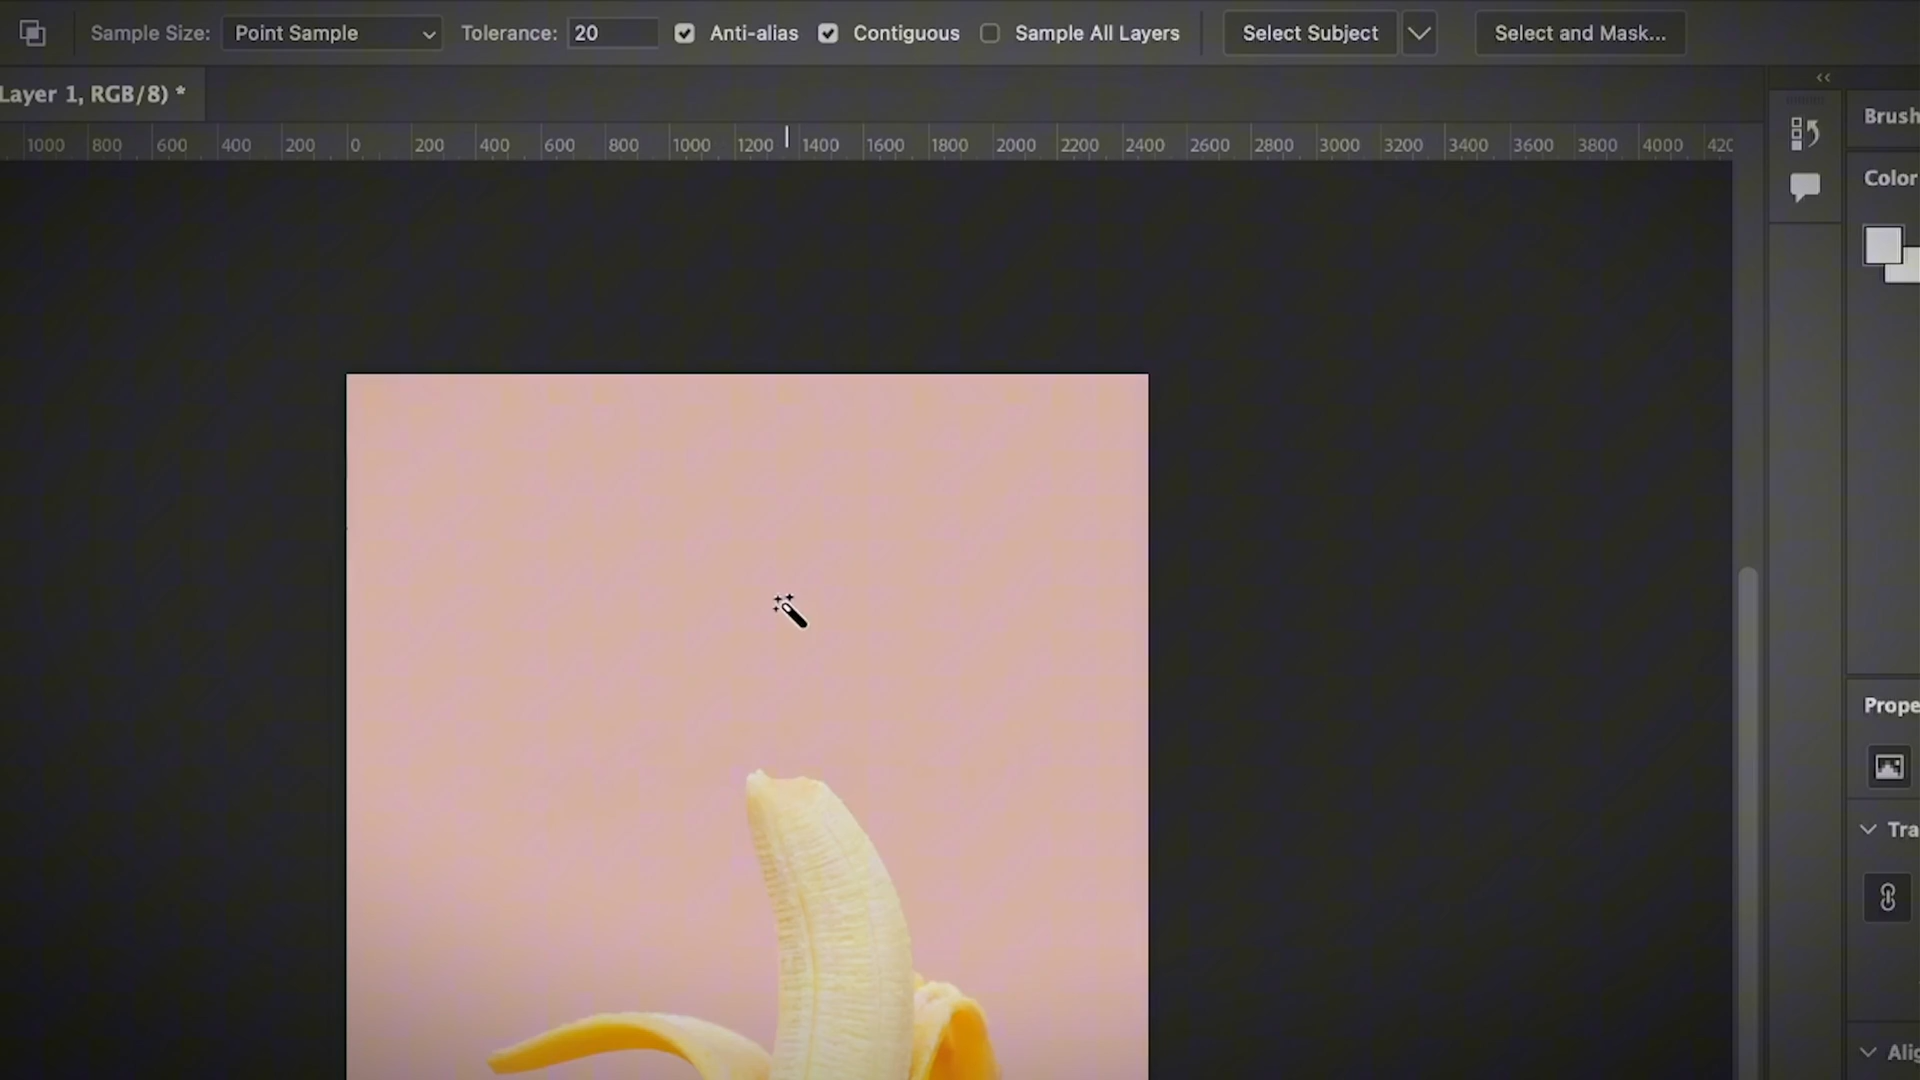 Sample Size: Point Sample Tolerance: 20 Anti-alias Contiguous Sample All Layers Select Subject Select and Mask...
Layer 1, RGB/8) *
1000 800 600 400 200 0 200 400 600 800 1000 1200 1400 1600 1800 2000 2200 2400 2600 2800 3000 3200 3400 3600 3800 4000 420
Brush
Color
Prope
Tra
Alig